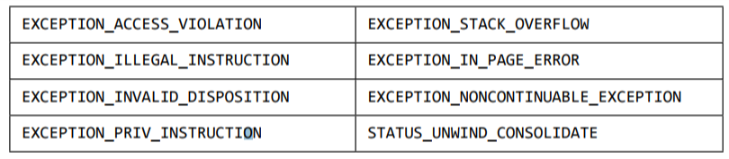 EXCEPTION_ACCESS_VIOLATION EXCEPTION_STACK_OVERFLOW
EXCEPTION_ILLEGAL_INSTRUCTION EXCEPTION_IN_PAGE_ERROR
EXCEPTION_INVALID_DISPOSITION EXCEPTION_NONCONTINUABLE_EXCEPTION
EXCEPTION_PRIV_INSTRUCTION STATUS_UNWIND_CONSOLIDATE